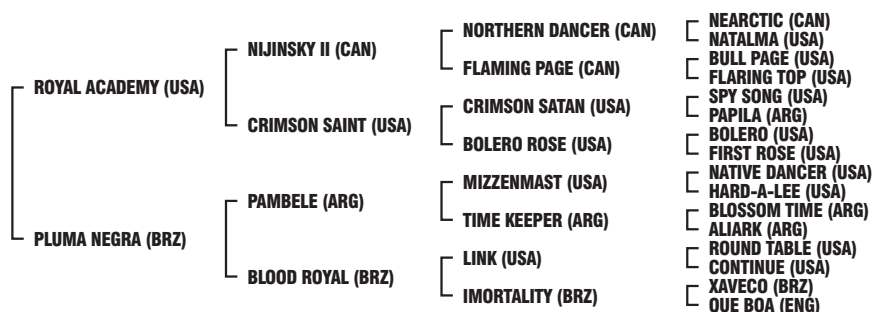 ROYAL ACADEMY (USA)
PLUMA NEGRA (BRZ)
NIJINSKY II (CAN)
CRIMSON SAINT (USA)
PAMBELE (ARG)
BLOOD ROYAL (BRZ)
NORTHERN DANCER (CAN)
FLAMING PAGE (CAN)
CRIMSON SATAN (USA)
BOLERO ROSE (USA)
MIZZENMAST (USA)
TIME KEEPER (ARG)
LINK (USA)
IMORTALITY (BRZ)
NEARCTIC (CAN)
NATALMA (USA)
BULL PAGE (USA)
FLARING TOP (USA)
SPY SONG (USA)
PAPILA (ARG)
BOLERO (USA)
FIRST ROSE (USA)
NATIVE DANCER (USA)
HARD-A-LEE (USA)
BLOSSOM TIME (ARG)
ALIARK (ARG)
ROUND TABLE (USA)
CONTINUE (USA)
XAVECO (BRZ)
QUE BOA (ENG)